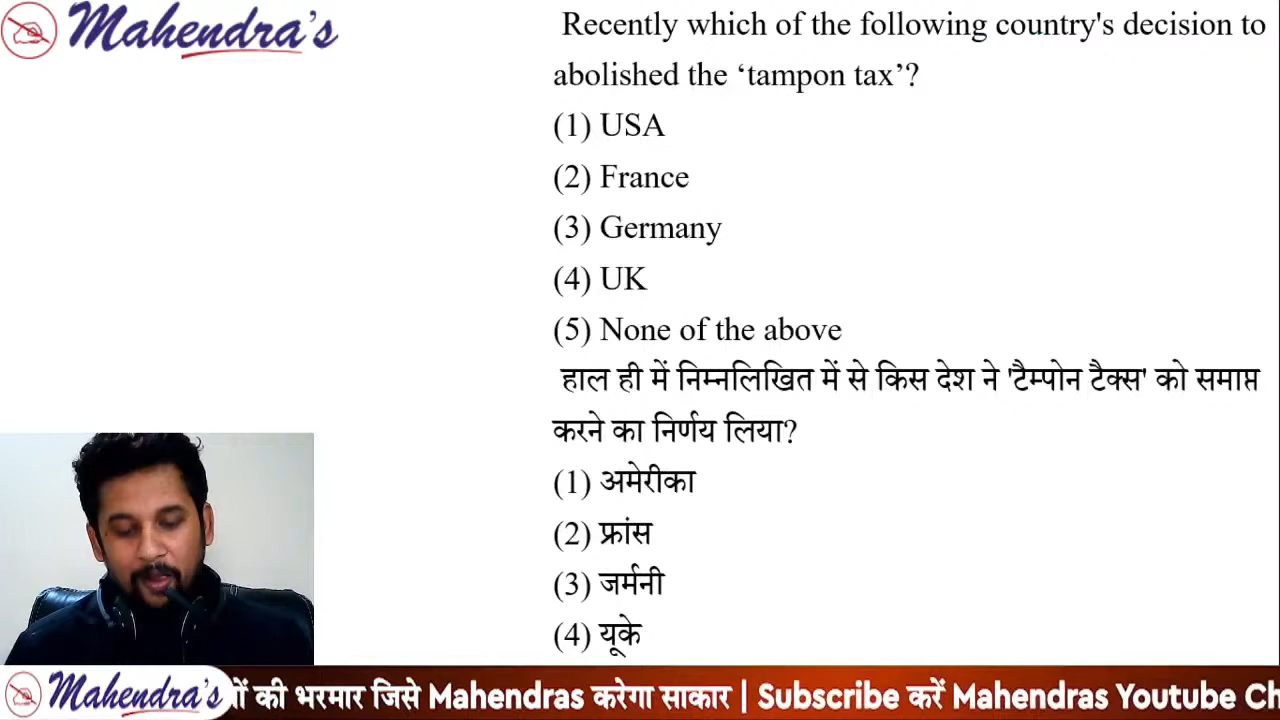 Mahendra's
Recently which of the following country's decision to
abolished the ‘tampon tax’?
(1) USA
(2) France
(3) Germany
(4) UK
(5) None of the above
हाल ही में निम्नलिखित में से किस देश ने 'टैम्पोन टैक्स' को समाप्त
करने का निर्णय लिया?
(1) अमेरीका
(2) फ्रांस
(3) जर्मनी
(4) यूके
Mahendra's
की भरमार जिसे Mahendras करेगा साकार | Subscribe करें Mahendras Youtube